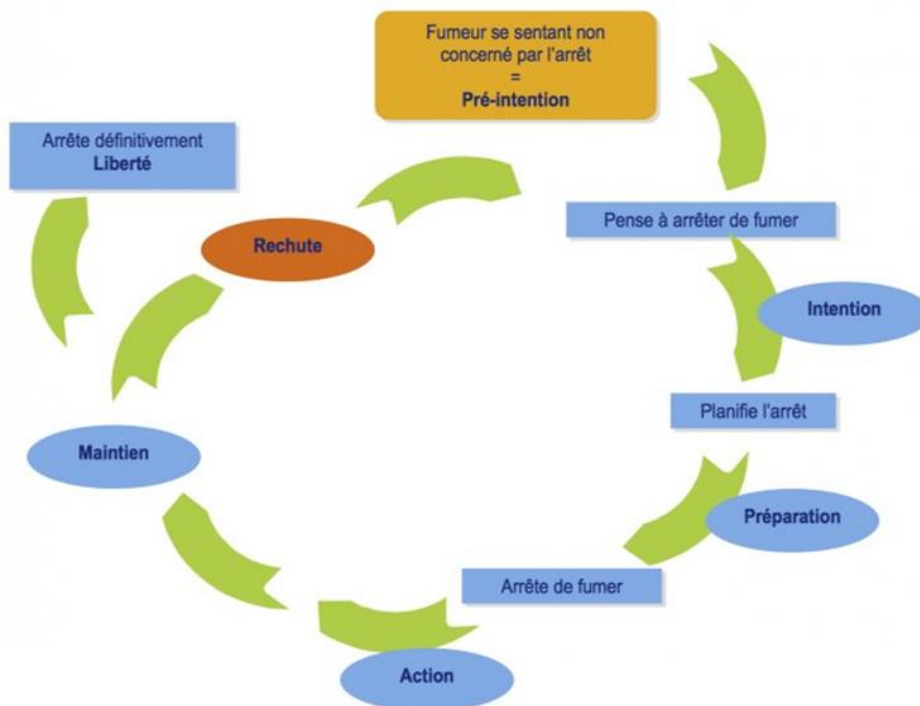 Fumeur se sentant non
concerné par l'arrêt
=
Pré-intention
Arrête définitivement
Liberté
Rechute
Pense à arrêter de fumer
Intention
Planifie l'arrêt
Maintien
Préparation
Arrête de fumer
Action